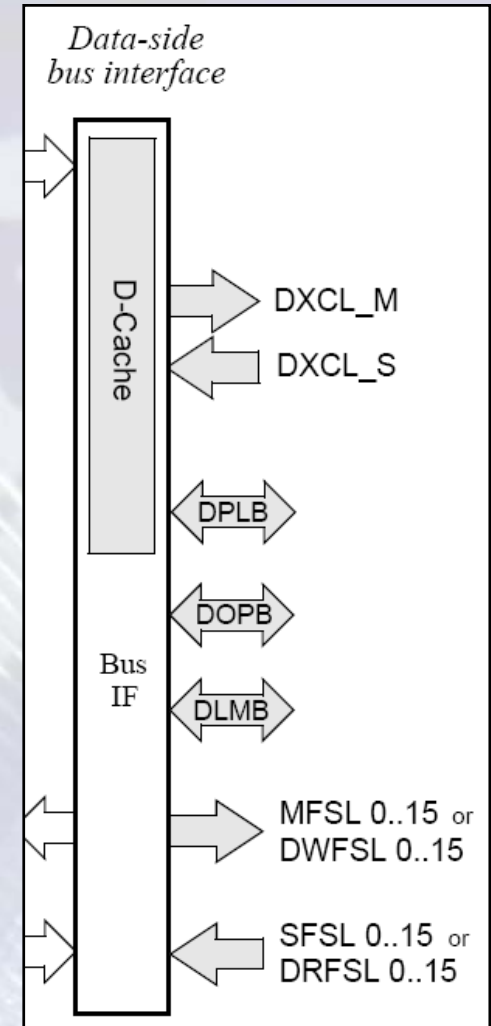 Data-side
bus interface
D-Cache
DXCL_M
DXCL_S
DPLB
DOPB
Bus
IF
DLMB
MFSL 0..15 or
DWFSL 0..15
SFSL 0..15 or
DRFSL 0..15